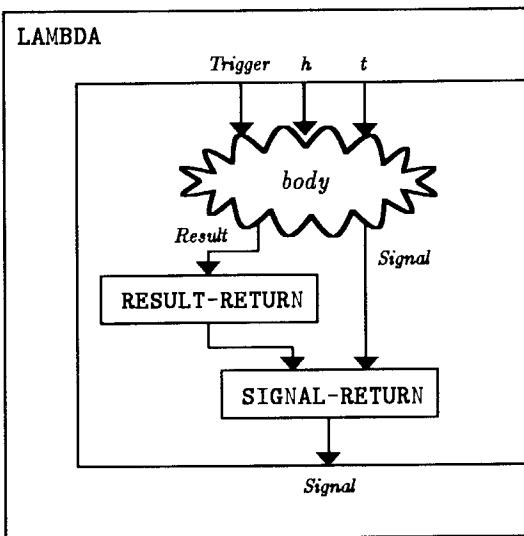 LAMBDA
Trigger h t
body
Result
Signal
RESULT-RETURN
SIGNAL-RETURN
Signal